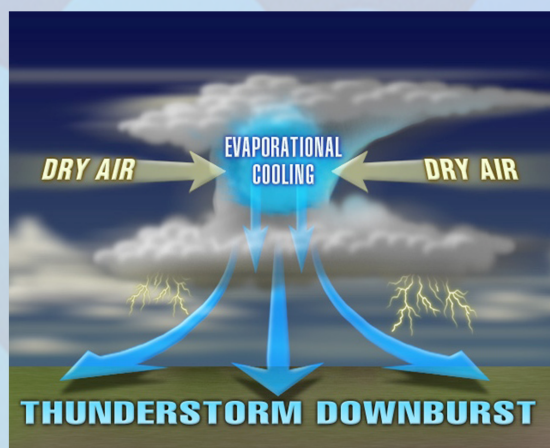 EVAPORATIONAL
COOLING
DRY AIR
DRY AIR
THUNDERSTORM DOWNBURST